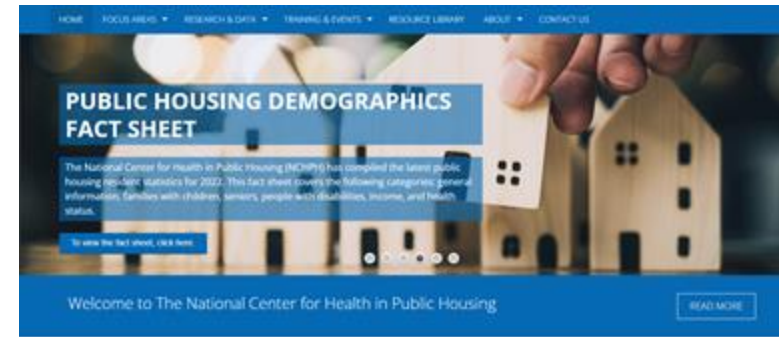 HOME FOCUS AREAS RESEARCH & DATA TRAINING & EVENTS RESOURCE LIBRARY ABOUT CONTACT US
PUBLIC HOUSING DEMOGRAPHICS
FACT SHEET
The National Center for Health in Public Housing (NCHPH) has compiled the latest public
housing resident statistics for 2022. This fact sheet covers the following categories: general
information, families with children, seniors, people with disabilities, income, and health
status.
To view the fact sheet, click here.
Welcome to The National Center for Health in Public Housing
READ MORE